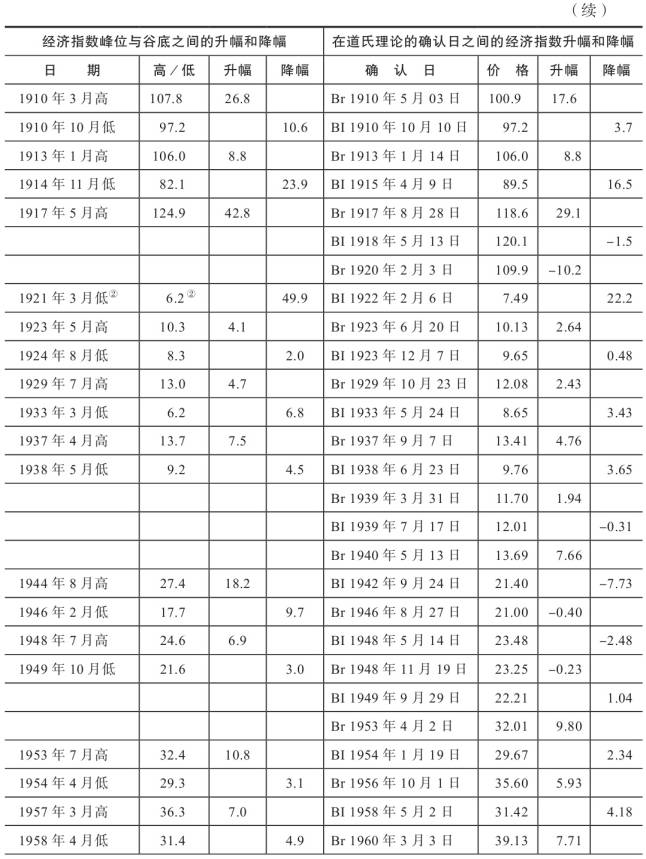 （续）
经济指数峰位与谷底之间的升幅和降幅 在道氏理论的确认日之间的经济指数升幅和降幅
日 期 高／低 升幅 降幅 确 认 日 价 格 升幅 降幅
1910 年 3 月高 107.8 26.8 Br 1910 年 5 月 03 日 100.9 17.6
1910 年 10 月低 97.2 10.6 BI 1910 年 10 月 10 日 97.2 3.7
1913 年 1 月高 106.0 8.8 Br 1913 年 1 月 14 日 106.0 8.8
1914 年 11 月低 82.1 23.9 BI 1915 年 4 月 9 日 89.5 16.5
1917 年 5 月高 124.9 42.8 Br 1917 年 8 月 28 日 118.6 29.1
BI 1918 年 5 月 13 日 120.1 –1.5
Br 1920 年 2 月 3 日 109.9 –10.2
1921 年 3 月低② 6.2② 49.9 BI 1922 年 2 月 6 日 7.49 22.2
1923 年 5 月高 10.3 4.1 Br 1923 年 6 月 20 日 10.13 2.64
1924 年 8 月低 8.3 2.0 BI 1923 年 12 月 7 日 9.65 0.48
1929 年 7 月高 13.0 4.7 Br 1929 年 10 月 23 日 12.08 2.43
1933 年 3 月低 6.2 6.8 BI 1933 年 5 月 24 日 8.65 3.43
1937 年 4 月高 13.7 7.5 Br 1937 年 9 月 7 日 13.41 4.76
1938 年 5 月低 9.2 4.5 BI 1938 年 6 月 23 日 9.76 3.65
Br 1939 年 3 月 31 日 11.70 1.94
BI 1939 年 7 月 17 日 12.01 –0.31
Br 1940 年 5 月 13 日 13.69 7.66
1944 年 8 月高 27.4 18.2 BI 1942 年 9 月 24 日 21.40 –7.73
1946 年 2 月低 17.7 9.7 Br 1946 年 8 月 27 日 21.00 –0.40
1948 年 7 月高 24.6 6.9 BI 1948 年 5 月 14 日 23.48 –2.48
1949 年 10 月低 21.6 3.0 Br 1948 年 11 月 19 日 23.25 –0.23
BI 1949 年 9 月 29 日 22.21 1.04
Br 1953 年 4 月 2 日 32.01 9.80
1953 年 7 月高 32.4 10.8 BI 1954 年 1 月 19 日 29.67 2.34
1954 年 4 月低 29.3 3.1 Br 1956 年 10 月 1 日 35.60 5.93
1957 年 3 月高 36.3 7.0 BI 1958 年 5 月 2 日 31.42 4.18
1958 年 4 月低 31.4 4.9 Br 1960 年 3 月 3 日 39.13 7.71